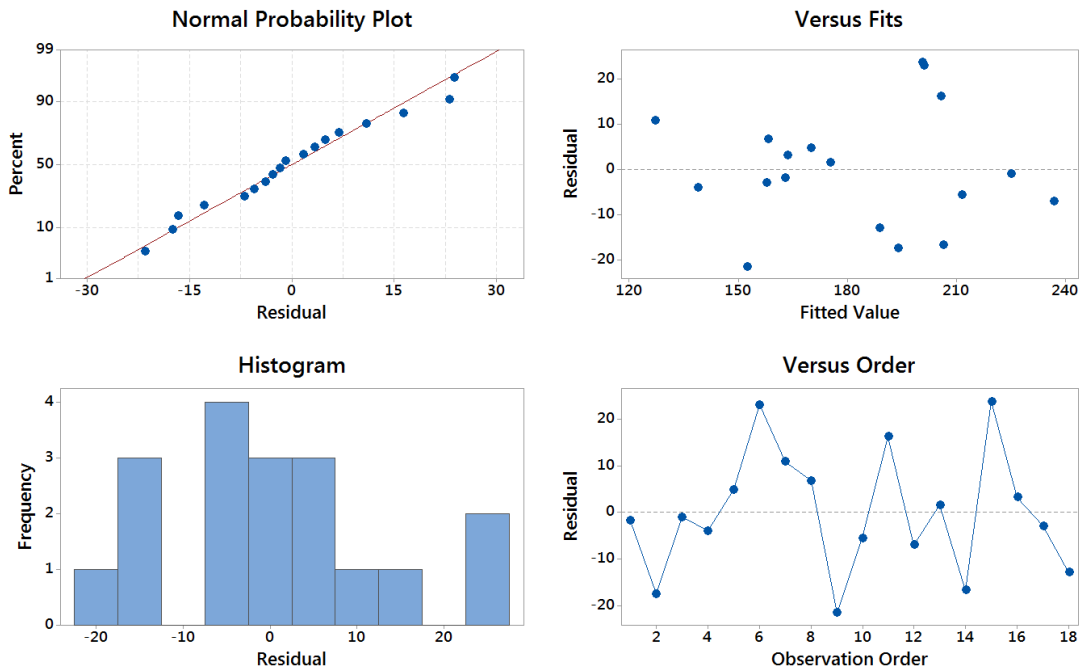 Normal Probability Plot
99
90
50
10
1
Percent
-30 -15 0 15 30
Residual
Versus Fits
20
10
0
-10
-20
Residual
120 150 180 210 240
Fitted Value
Histogram
4
3
2
1
0
Frequency
-20 -10 0 10 20
Residual
Versus Order
20
10
0
-10
-20
Residual
2 4 6 8 10 12 14 16 18
Observation Order